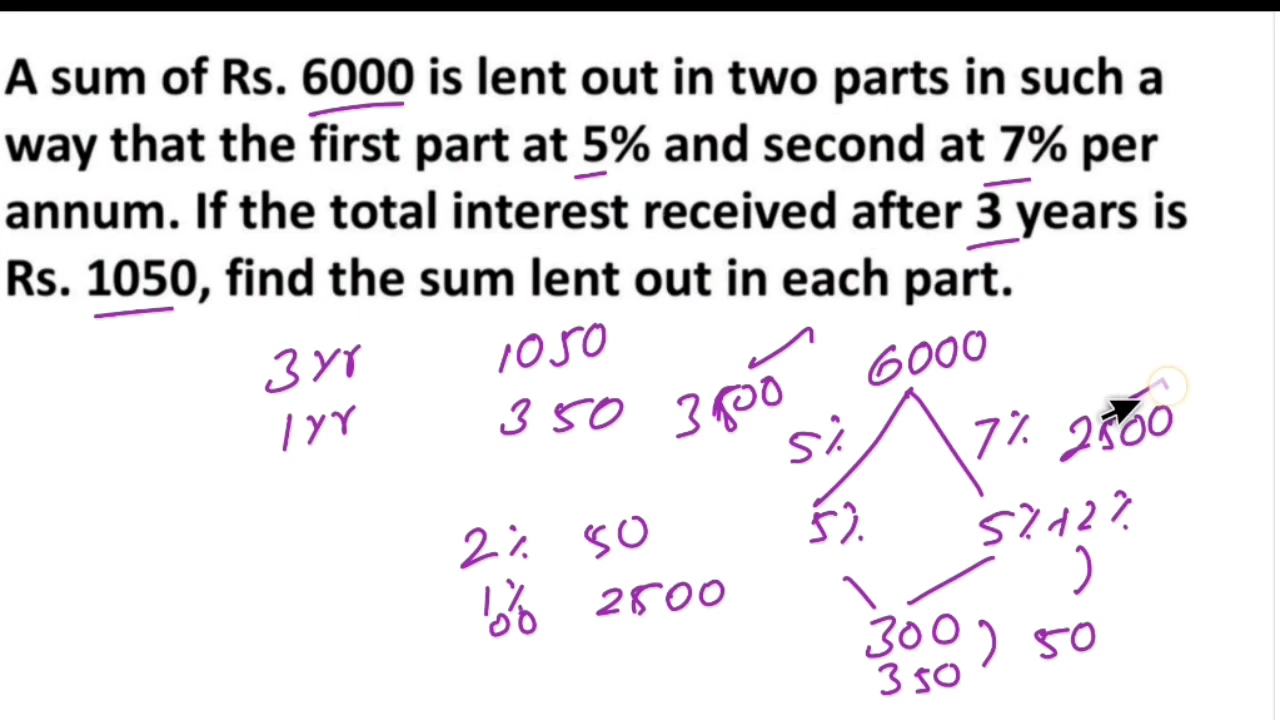 A sum of Rs. 6000 is lent out in two parts in such a
way that the first part at 5% and second at 7% per
annum. If the total interest received after 3 years is
Rs. 1050, find the sum lent out in each part.
3 yr 1050 6000
1 yr 350 3500 5% 7% 2500
2% 50 5% 5%+2%
1% 2500
00
300 ) 50
350